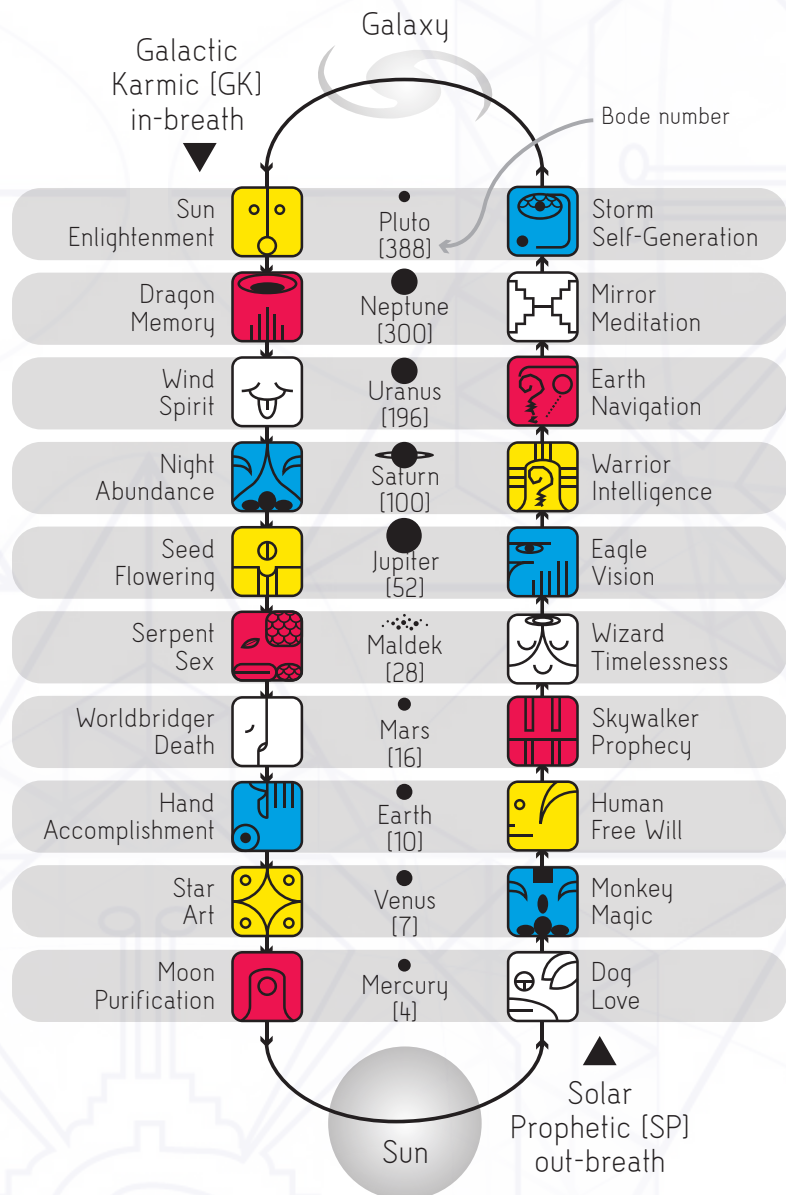 Galaxy
Galactic
Karmic [GK]
in-breath
Bode number
Sun
Enlightenment
Pluto
[388]
Storm
Self-Generation
Dragon
Memory
Neptune
[300]
Mirror
Meditation
Wind
Spirit
Uranus
[196]
Earth
Navigation
Night
Abundance
Saturn
[100]
Warrior
Intelligence
Seed
Flowering
Jupiter
[52]
Eagle
Vision
Serpent
Sex
Maldek
[28]
Wizard
Timelessness
Worldbridger
Death
Mars
[16]
Skywalker
Prophecy
Hand
Accomplishment
Earth
[10]
Human
Free Will
Star
Art
Venus
[7]
Monkey
Magic
Moon
Purification
Mercury
[4]
Dog
Love
Sun
Solar
Prophetic [SP]
out-breath